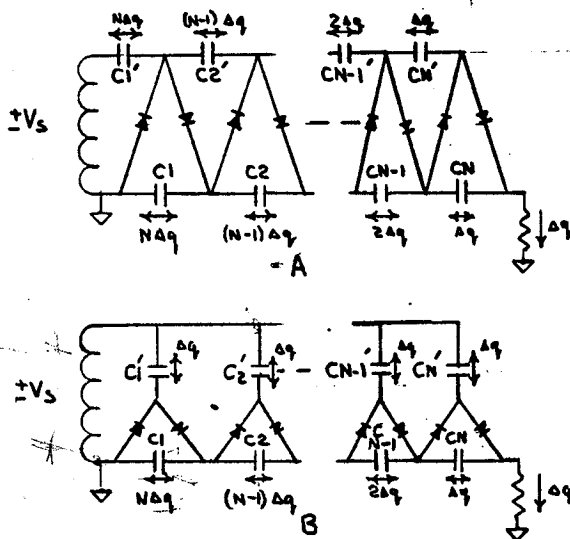 NΔq (N-1)Δq 2Δq Δq
C1' C2' CN-1' CN'
±Vs
C1 C2 CN-1 CN
NΔq (N-1)Δq 2Δq Δq ↓Δq
A
Δq Δq Δq Δq
C1' C2' CN-1' CN'
±Vs
C1 C2 CN-1 CN
NΔq (N-1)Δq 2Δq Δq ↓Δq
B